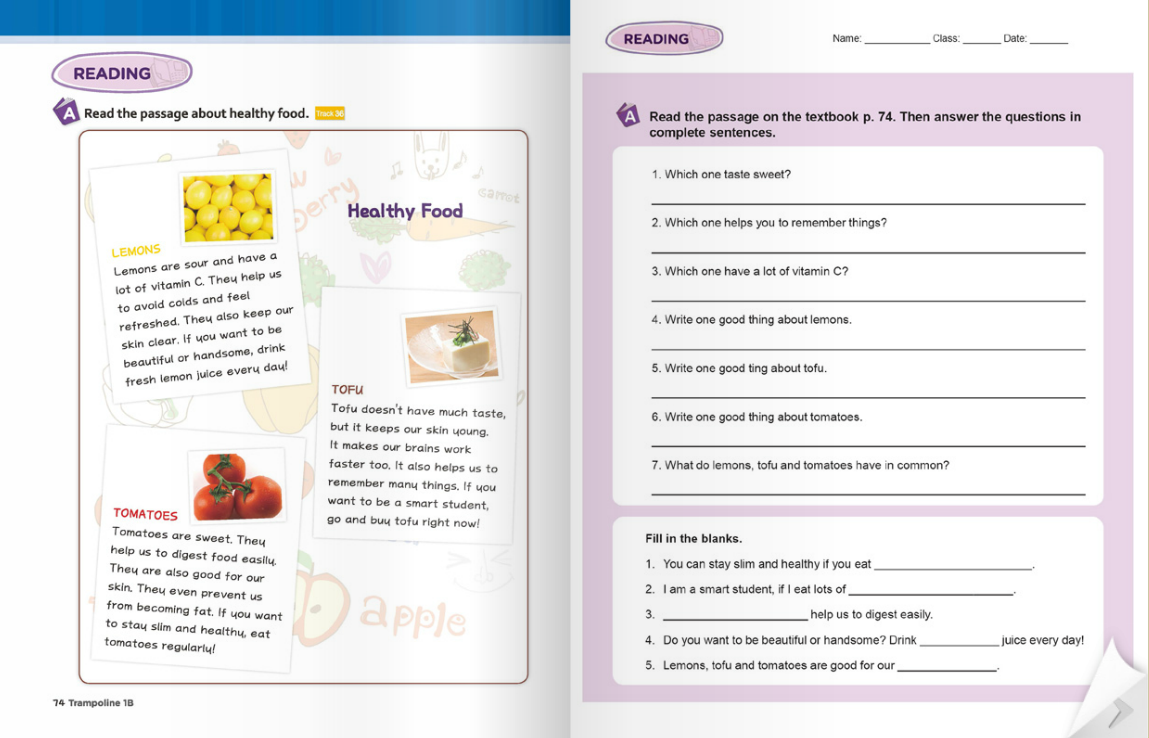 READING
A Read the passage about healthy food. Track 36
Healthy Food
carrot
LEMONS
Lemons are sour and have a
lot of vitamin C. They help us
to avoid colds and feel
refreshed. They also keep our
skin clear. If you want to be
beautiful or handsome, drink
fresh lemon juice every day!
TOFU
Tofu doesn't have much taste,
but it keeps our skin young.
It makes our brains work
faster too. It also helps us to
remember many things. If you
want to be a smart student,
go and buy tofu right now!
TOMATOES
Tomatoes are sweet. They
help us to digest food easily.
They are also good for our
skin. They even prevent us
from becoming fat. If you want
to stay slim and healthy, eat
tomatoes regularly!
apple
74 Trampoline 1B
READING
Name: ____________ Class: _______ Date: _______
A Read the passage on the textbook p. 74. Then answer the questions in
complete sentences.
1. Which one taste sweet?
2. Which one helps you to remember things?
3. Which one have a lot of vitamin C?
4. Write one good thing about lemons.
5. Write one good ting about tofu.
6. Write one good thing about tomatoes.
7. What do lemons, tofu and tomatoes have in common?
Fill in the blanks.
1. You can stay slim and healthy if you eat ________________________.
2. I am a smart student, if I eat lots of _________________________.
3. ______________________ help us to digest easily.
4. Do you want to be beautiful or handsome? Drink ____________ juice every day!
5. Lemons, tofu and tomatoes are good for our _______________.